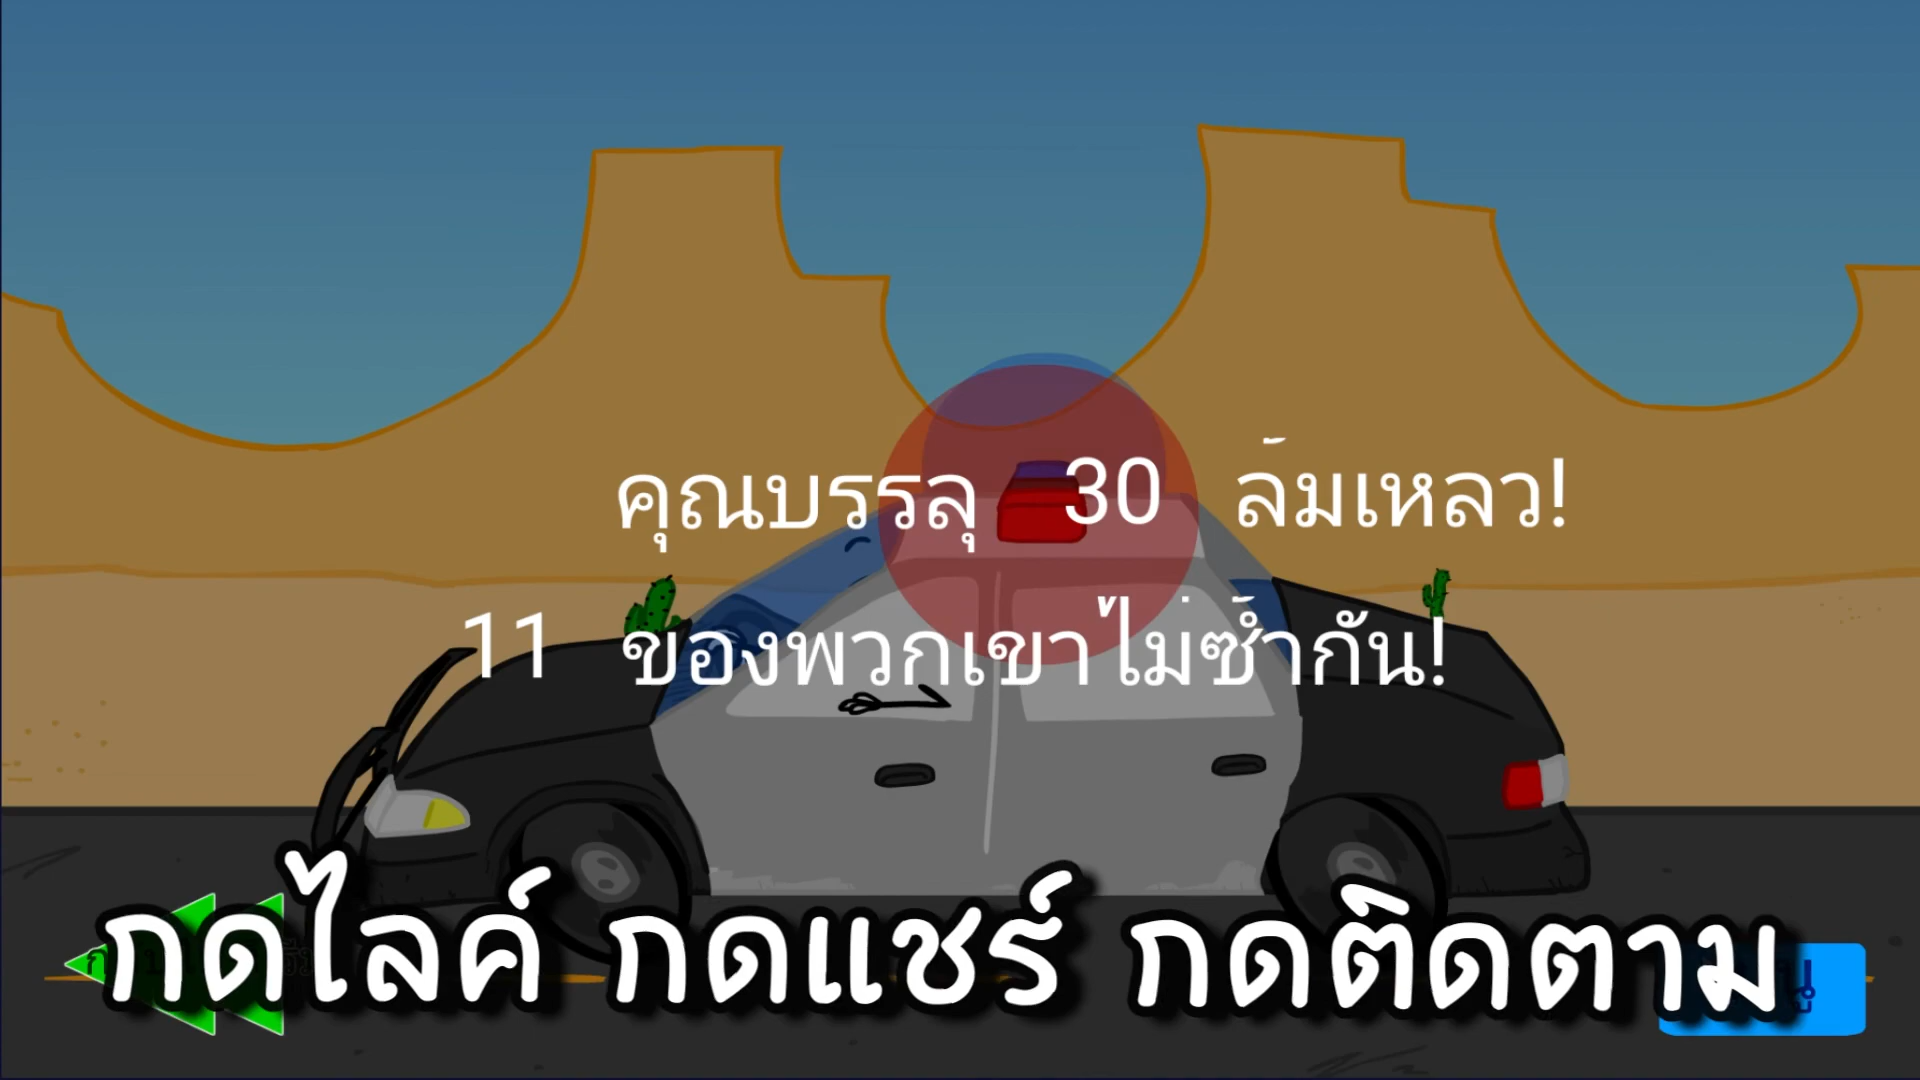 คุณบรรลุ 30 ล้มเหลว!
11 ของพวกเขาไม่ซ้ำกัน!
กดไลค์ กดแชร์ กดติดตาม